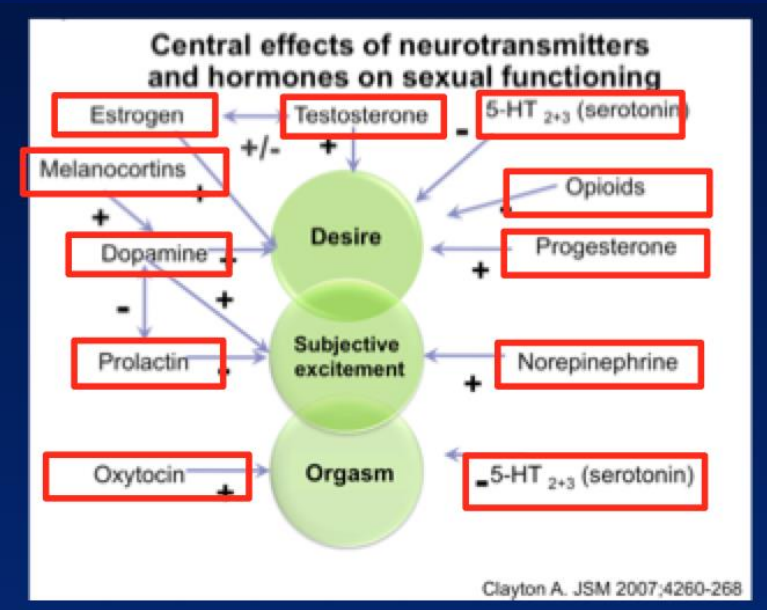 Central effects of neurotransmitters
and hormones on sexual functioning
Estrogen
Testosterone
5-HT 2+3 (serotonin)
+/-
+
-
Melanocortins
+
Opioids
+
Desire
Dopamine
Progesterone
+
-
+
Subjective
excitement
Prolactin
-
Norepinephrine
+
Oxytocin
+
Orgasm
-5-HT 2+3 (serotonin)
Clayton A. JSM 2007;4260-268